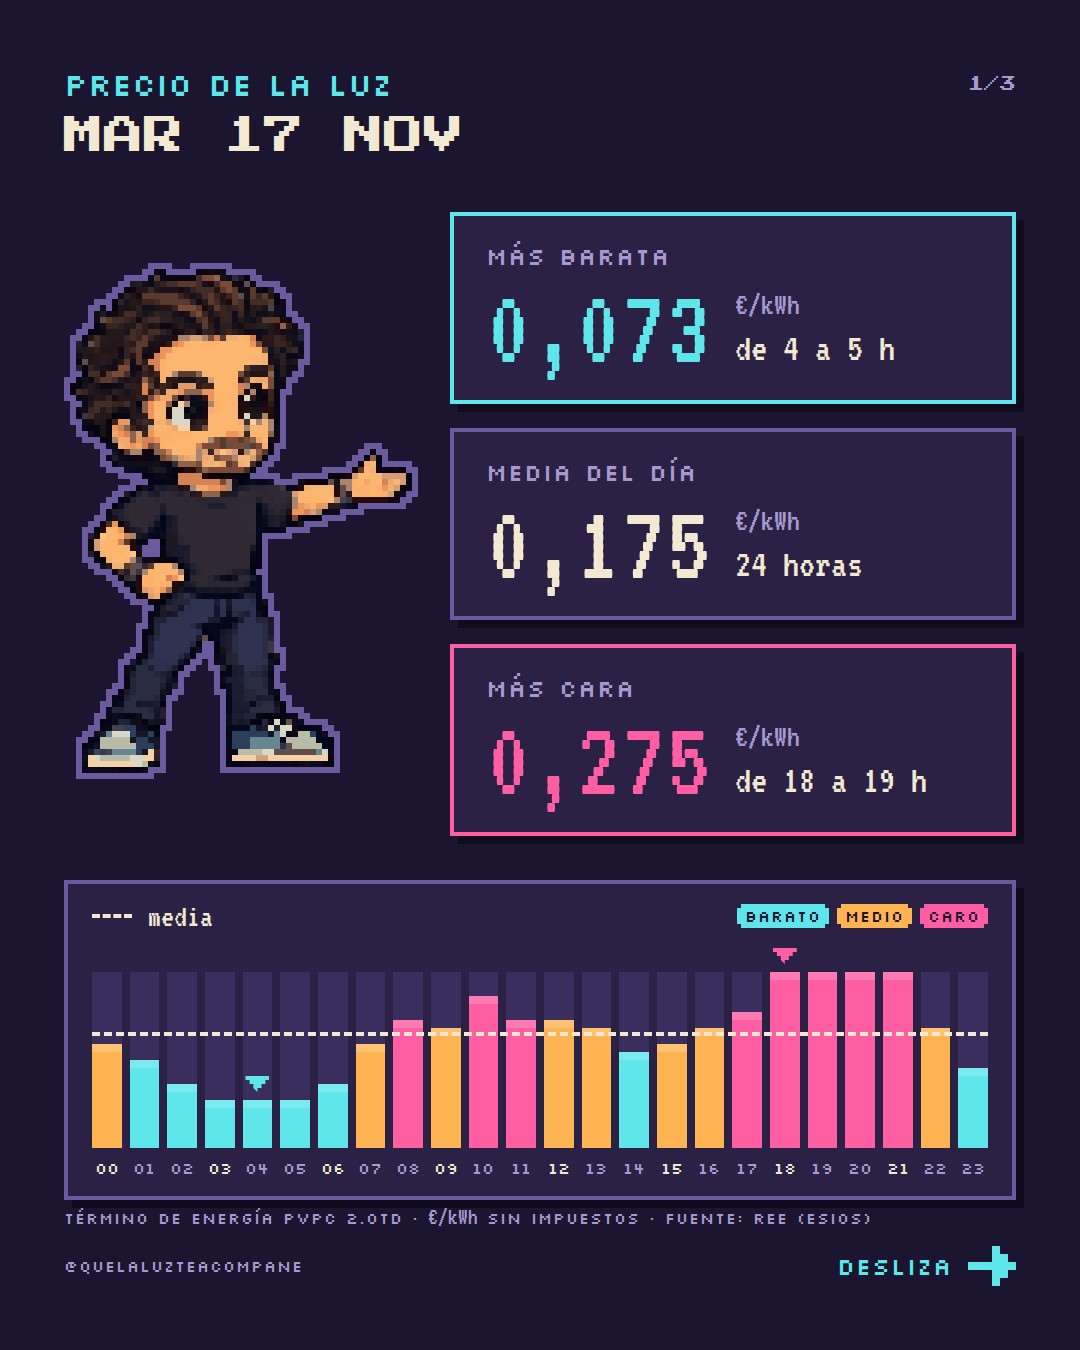 PRECIO DE LA LUZ
1/3
MAR 17 NOV
MÁS BARATA
0,073 €/kWh
de 4 a 5 h
MEDIA DEL DÍA
0,175 €/kWh
24 horas
MÁS CARA
0,275 €/kWh
de 18 a 19 h
media
BARATO MEDIO CARO
00 01 02 03 04 05 06 07 08 09 10 11 12 13 14 15 16 17 18 19 20 21 22 23
TÉRMINO DE ENERGÍA PVPC 2.0TD · €/kWh SIN IMPUESTOS · FUENTE: REE (ESIOS)
@QUELALUZTEACOMPANE
DESLIZA